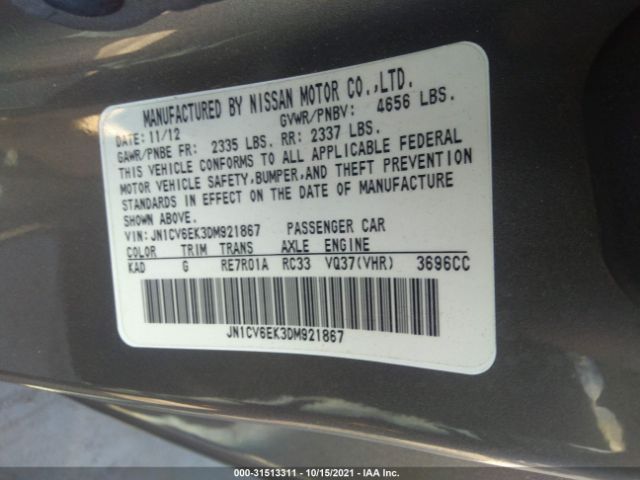 MANUFACTURED BY NISSAN MOTOR CO.,LTD.
DATE: 11/12 GVWR/PNBV: 4656 LBS.
GAWR/PNBE FR: 2335 LBS. RR: 2337 LBS.
THIS VEHICLE CONFORMS TO ALL APPLICABLE FEDERAL
MOTOR VEHICLE SAFETY,BUMPER,AND THEFT PREVENTION
STANDARDS IN EFFECT ON THE DATE OF MANUFACTURE
SHOWN ABOVE.
VIN:JN1CV6EK3DM921867 PASSENGER CAR
COLOR TRIM TRANS AXLE ENGINE
KAD G RE7R01A RC33 VQ37(VHR) 3696CC
JN1CV6EK3DM921867
000-31513311 - 10/15/2021 - IAA Inc.